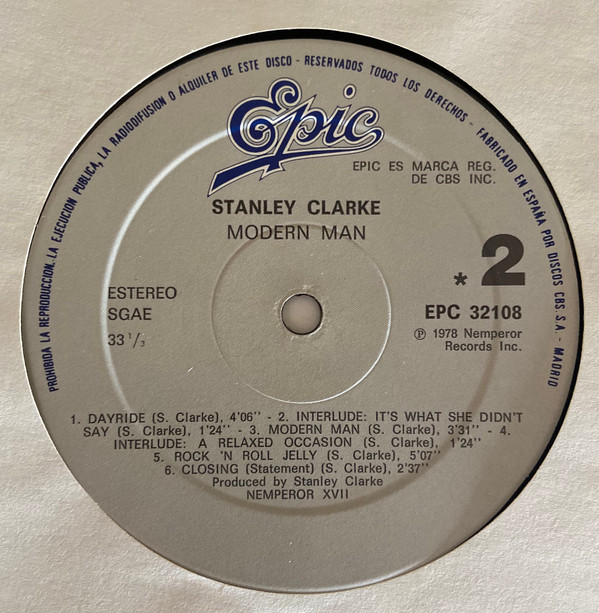 PROHIBIDA LA REPRODUCCION, LA EJECUCION PUBLICA, LA RADIODIFUSION O ALQUILER DE ESTE DISCO - RESERVADOS TODOS LOS DERECHOS - FABRICADO EN ESPAÑA POR DISCOS CBS. S.A. - MADRID
Epic
EPIC ES MARCA REG.
DE CBS INC.
STANLEY CLARKE
MODERN MAN
* 2
ESTEREO
SGAE
33 1/3
EPC 32108
℗ 1978 Nemperor
Records Inc.
1. DAYRIDE (S. Clarke), 4'06'' - 2. INTERLUDE: IT'S WHAT SHE DIDN'T
SAY (S. Clarke), 1'24'' - 3. MODERN MAN (S. Clarke), 3'31'' - 4.
INTERLUDE: A RELAXED OCCASION (S. Clarke), 1'24''
5. ROCK 'N ROLL JELLY (S. Clarke), 5'07''
6. CLOSING (Statement) (S. Clarke), 2'37''
Produced by Stanley Clarke
NEMPEROR XVII